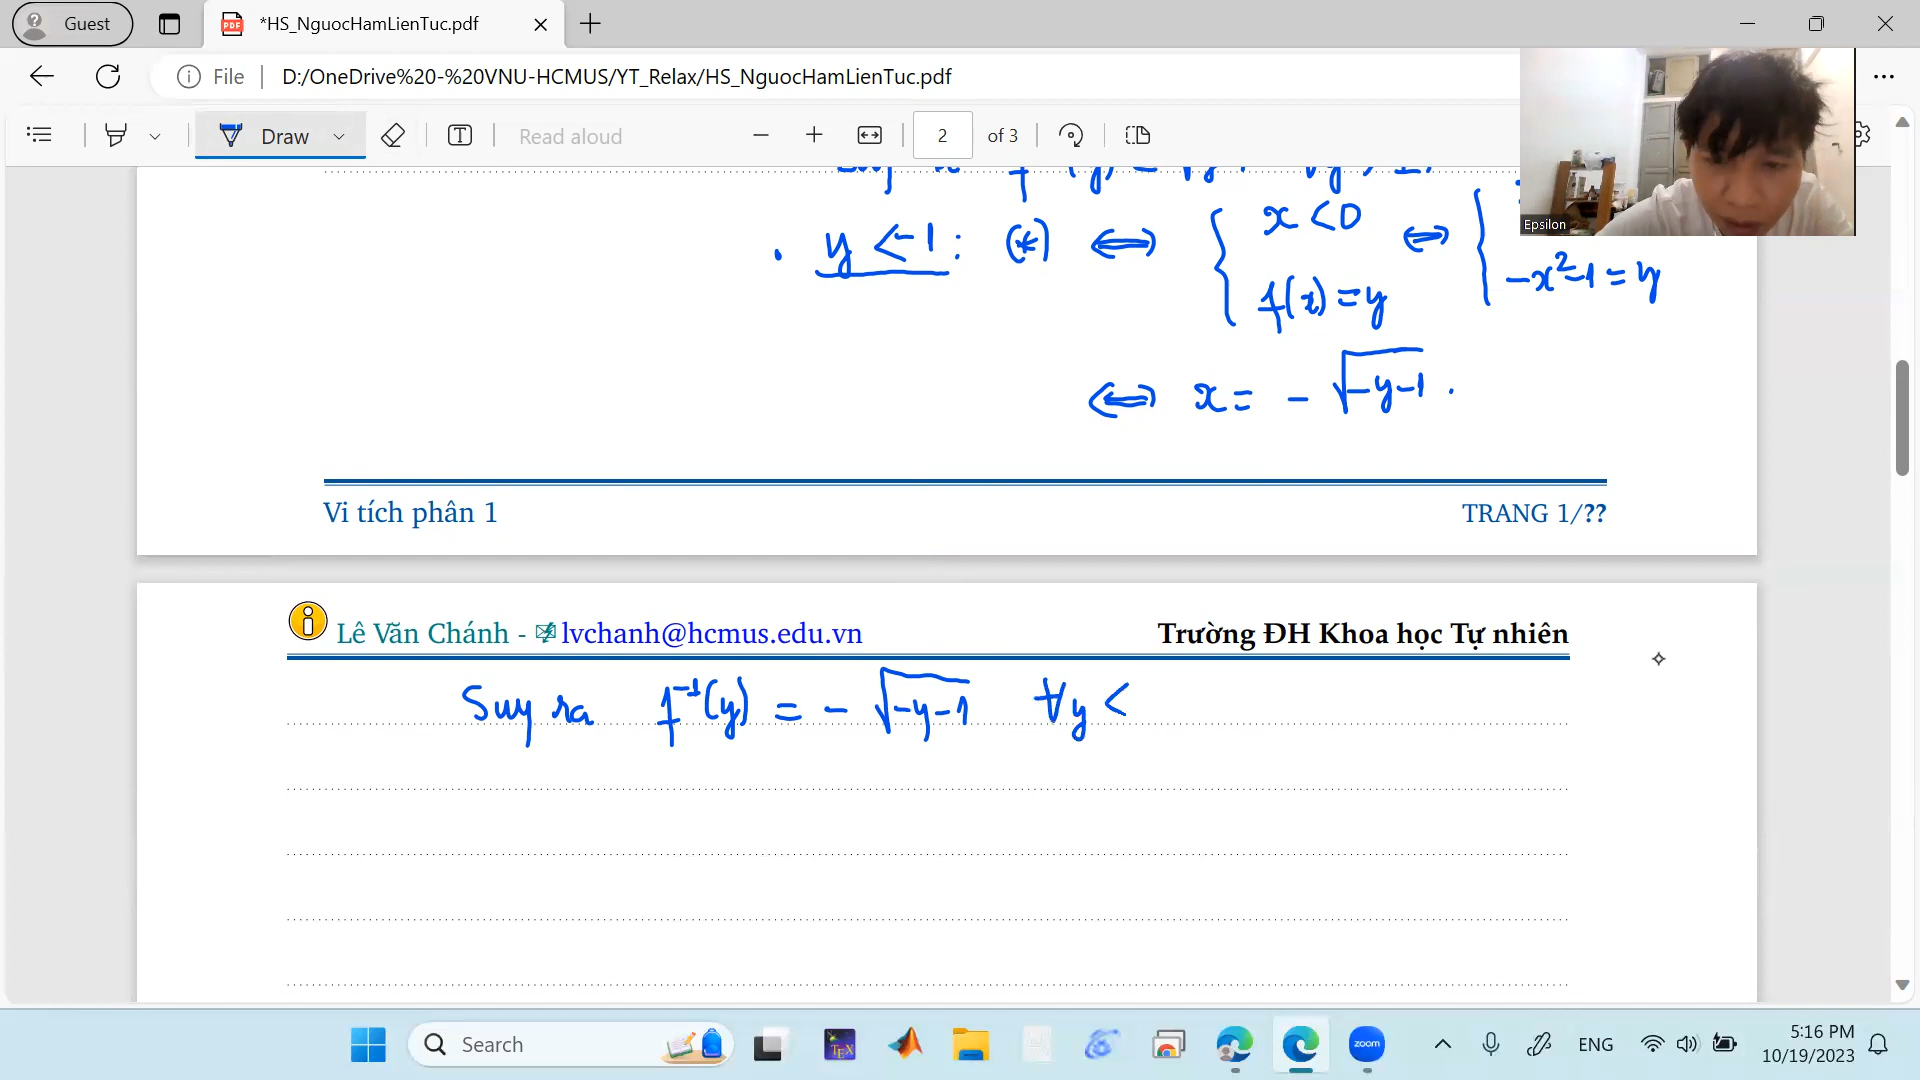 Guest
*HS_NguocHamLienTuc.pdf
File
D:/OneDrive%20-%20VNU-HCMUS/YT_Relax/HS_NguocHamLienTuc.pdf
Draw
Read aloud
2 of 3
Epsilon
• y < -1 : (*) ⟺ { x < 0 ⟺ {
f(x) = y
-x²-1 = y
⟺ x = - √(-y-1) .
Vi tích phân 1
TRANG 1/??
Lê Văn Chánh - lvchanh@hcmus.edu.vn
Trường ĐH Khoa học Tự nhiên
Suy ra f⁻¹(y) = - √(-y-1) ∀y <
Search
zoom
ENG
5:16 PM
10/19/2023